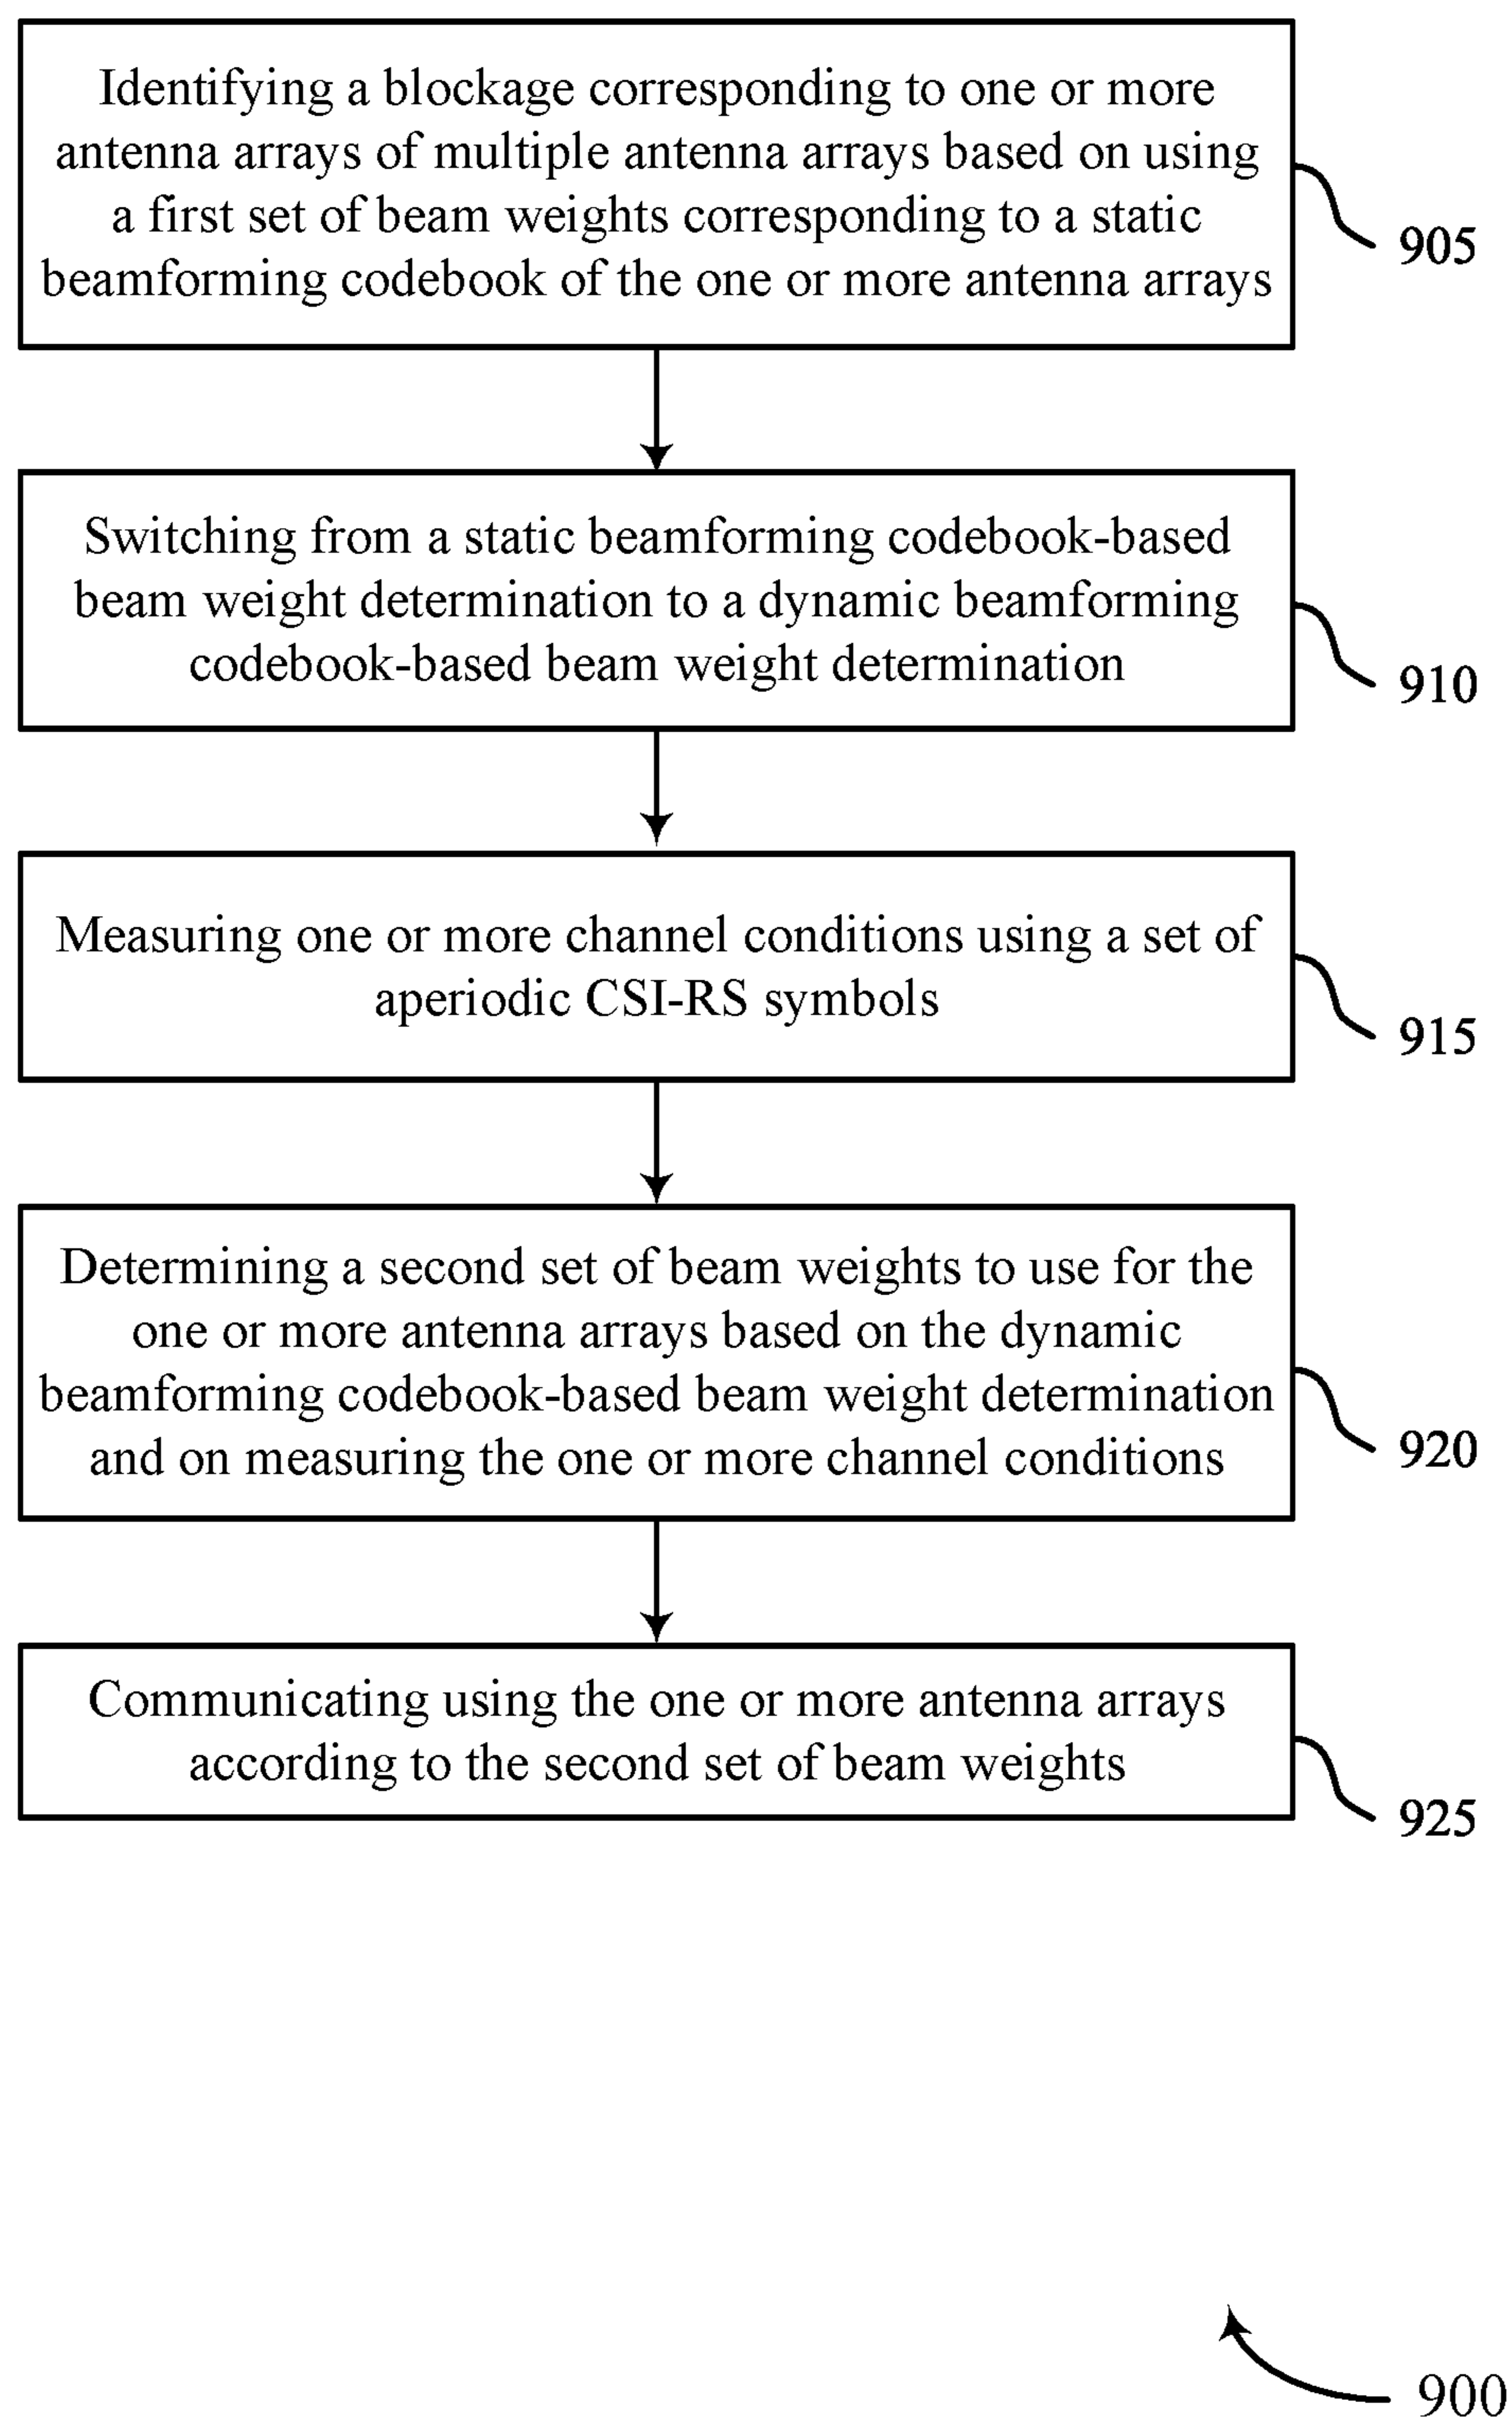 Identifying a blockage corresponding to one or more
antenna arrays of multiple antenna arrays based on using
a first set of beam weights corresponding to a static
beamforming codebook of the one or more antenna arrays
905
Switching from a static beamforming codebook-based
beam weight determination to a dynamic beamforming
codebook-based beam weight determination
910
Measuring one or more channel conditions using a set of
aperiodic CSI-RS symbols
915
Determining a second set of beam weights to use for the
one or more antenna arrays based on the dynamic
beamforming codebook-based beam weight determination
and on measuring the one or more channel conditions
920
Communicating using the one or more antenna arrays
according to the second set of beam weights
925
900